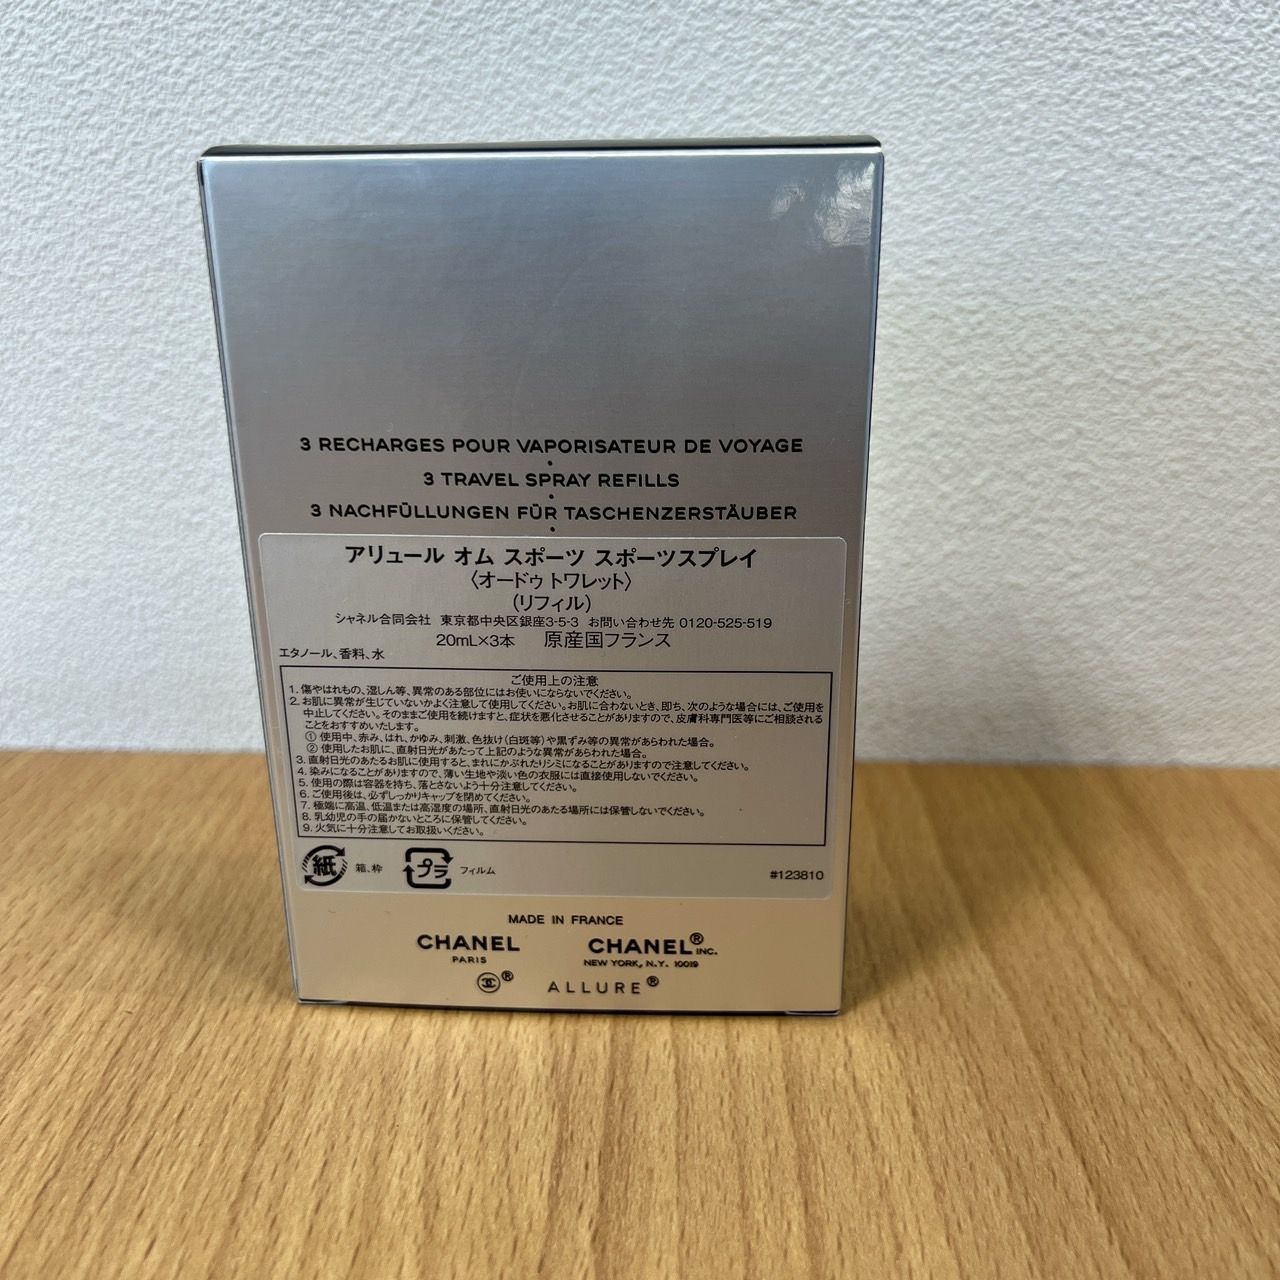 3 RECHARGES POUR VAPORISATEUR DE VOYAGE
•
3 TRAVEL SPRAY REFILLS
•
3 NACHFÜLLUNGEN FÜR TASCHENZERSTÄUBER
•
アリュール オム スポーツ スポーツスプレイ
〈オードゥ トワレット〉
(リフィル)
シャネル合同会社 東京都中央区銀座3-5-3 お問い合わせ先 0120-525-519
20mL×3本 原産国フランス
エタノール、香料、水
ご使用上の注意
1. 傷やはれもの、湿しん等、異常のある部位にはお使いにならないでください。
2. お肌に異常が生じていないかよく注意して使用してください。お肌に合わないとき、即ち、次のような場合には、ご使用を
中止してください。そのままご使用を続けますと、症状を悪化させることがありますので、皮膚科専門医等にご相談される
ことをおすすめいたします。
① 使用中、赤み、はれ、かゆみ、刺激、色抜け(白斑等)や黒ずみ等の異常があらわれた場合。
② 使用したお肌に、直射日光があたって上記のような異常があらわれた場合。
3. 直射日光のあたるお肌に使用すると、まれにかぶれたりシミになることがありますので注意してください。
4. 染みになることがありますので、薄い生地や淡い色の衣服には直接使用しないでください。
5. 使用の際は容器を持ち、落とさないよう十分注意してください。
6. ご使用後は、必ずしっかりキャップを閉めてください。
7. 極端に高温、低温または高湿度の場所、直射日光のあたる場所には保管しないでください。
8. 乳幼児の手の届かないところに保管してください。
9. 火気に十分注意してお取扱いください。
紙 箱、枠 プラ フィルム #123810
MADE IN FRANCE
CHANEL CHANEL® INC.
PARIS NEW YORK, N.Y. 10019
® ALLURE®